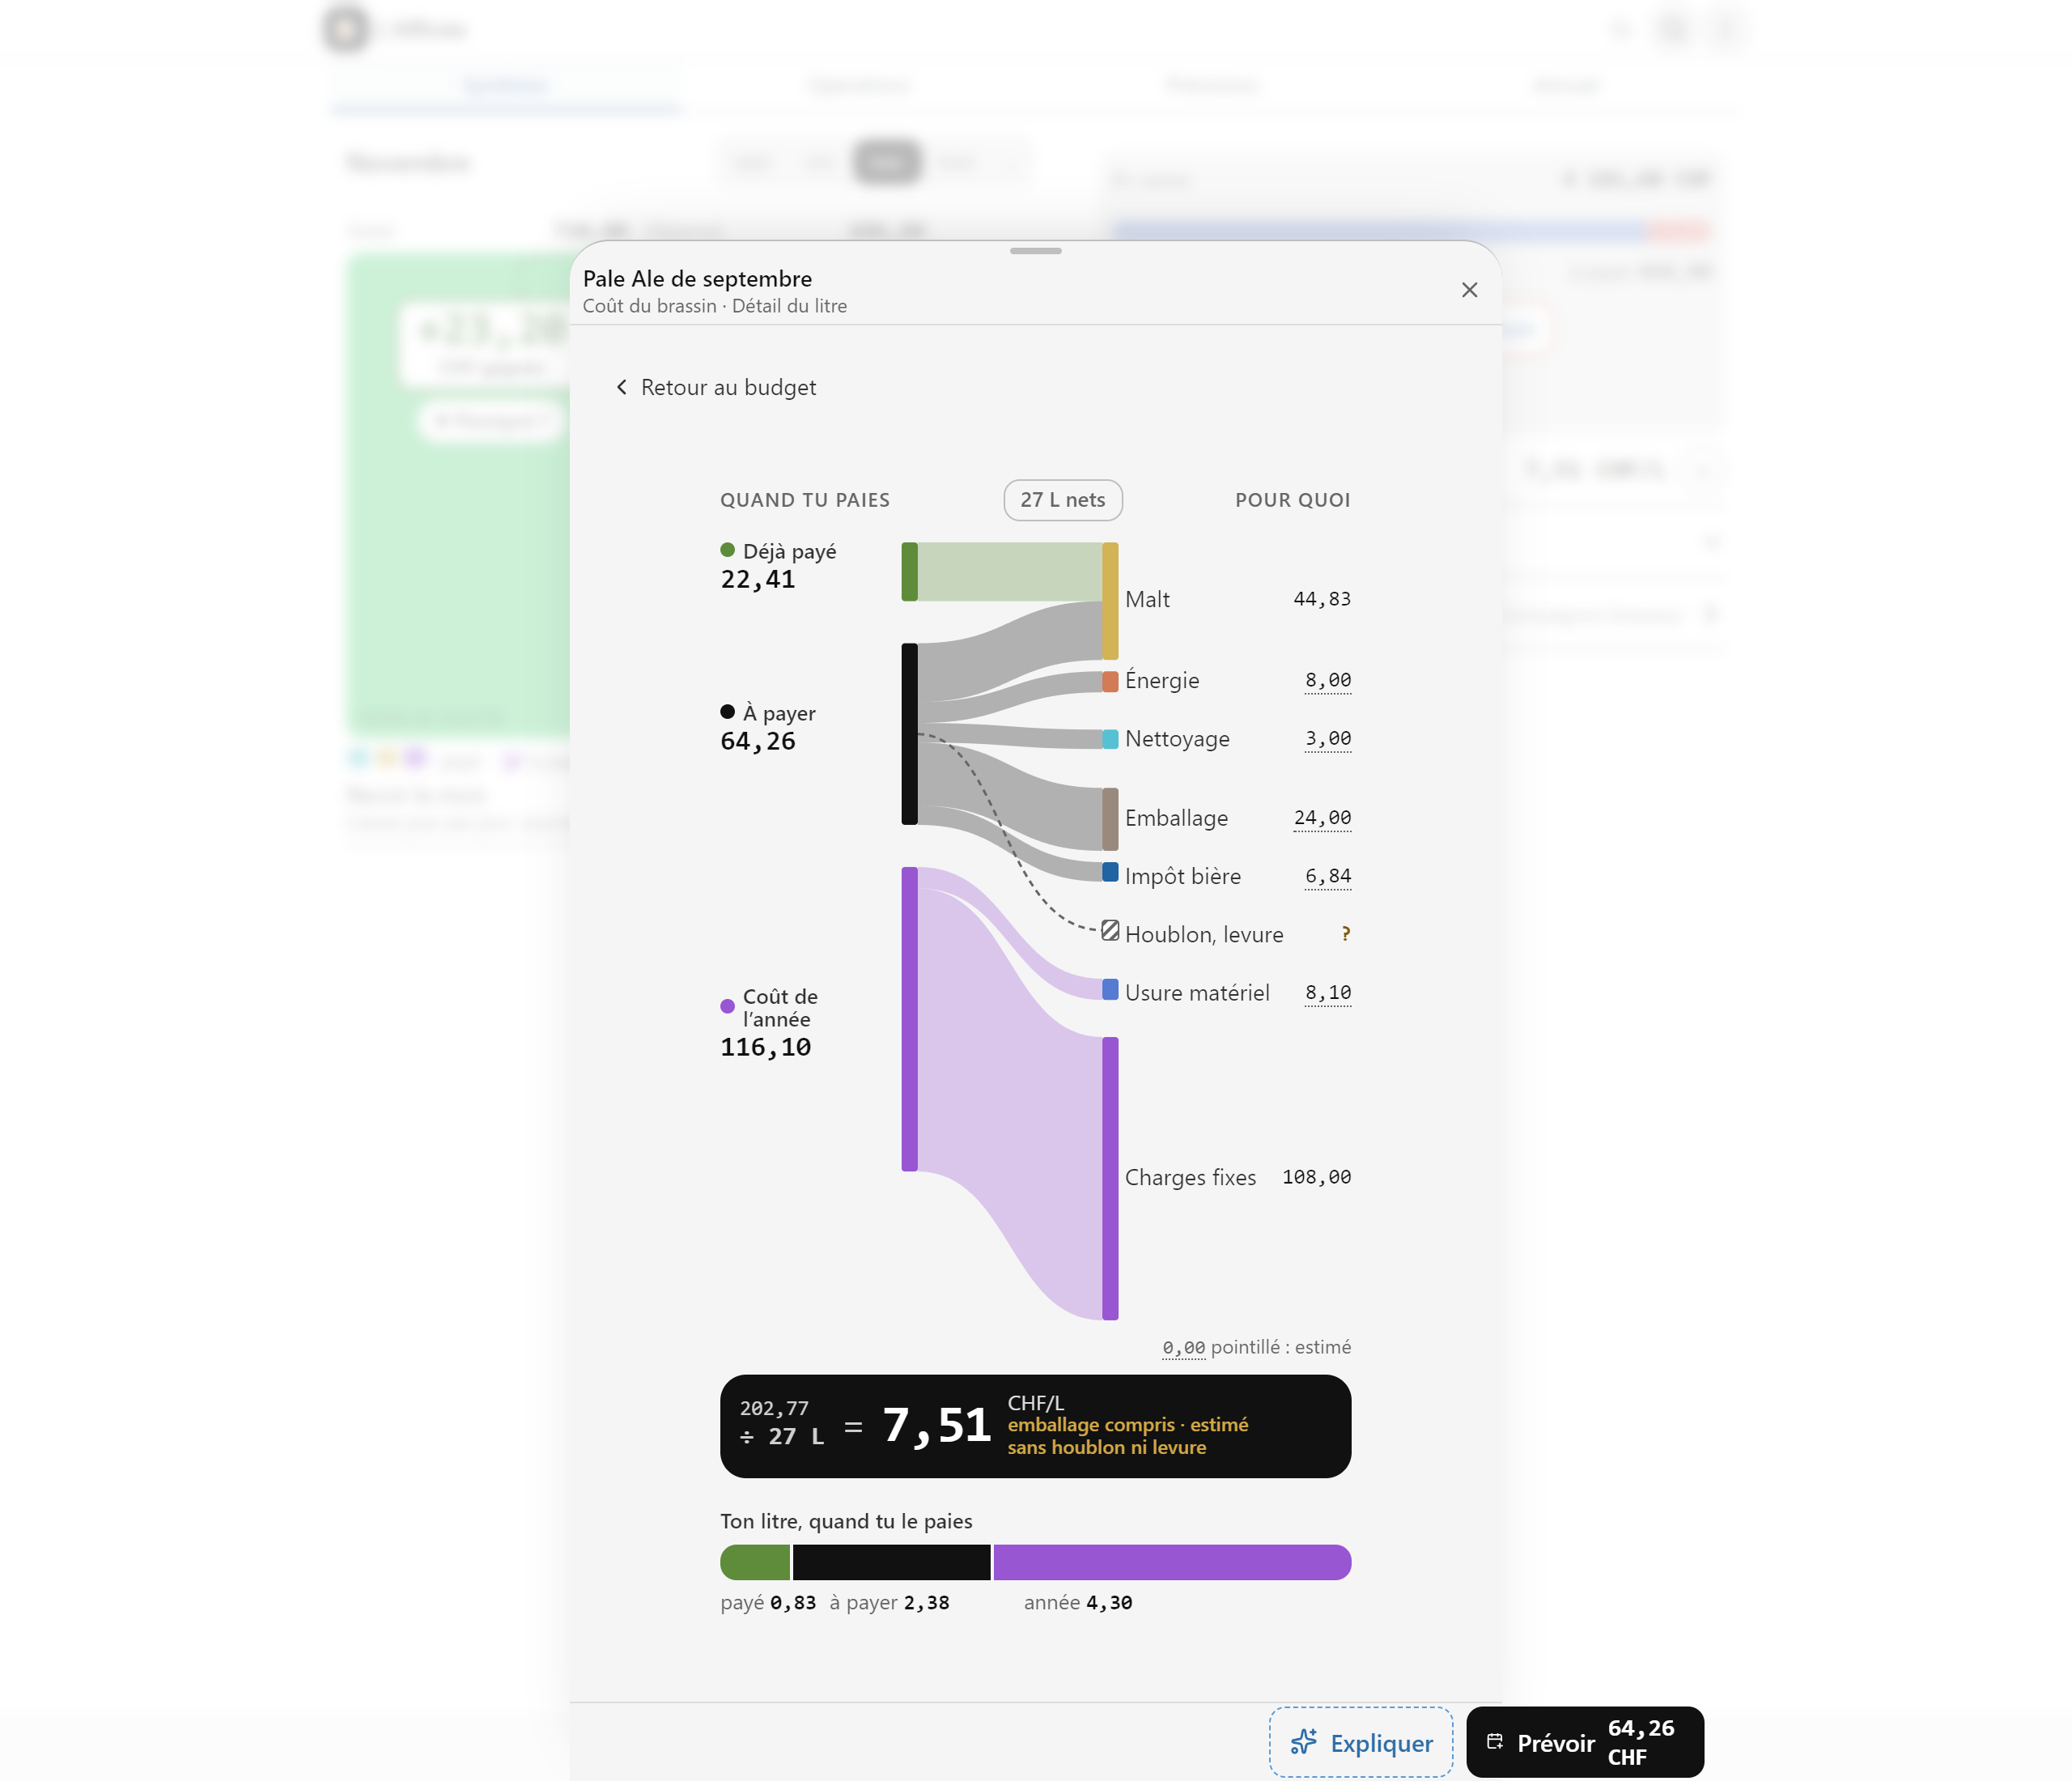 Novembre
+23,20
Pale Ale de septembre
Coût du brassin · Détail du litre
Retour au budget
QUAND TU PAIES
27 L nets
POUR QUOI
Déjà payé
22,41
Malt 44,83
Énergie 8,00
À payer
64,26
Nettoyage 3,00
Emballage 24,00
Impôt bière 6,84
Houblon, levure ?
Usure matériel 8,10
Coût de
l’année
116,10
Charges fixes 108,00
0,00 pointillé : estimé
202,77
÷ 27 L
= 7,51
CHF/L
emballage compris · estimé
sans houblon ni levure
Ton litre, quand tu le paies
payé 0,83 à payer 2,38 année 4,30
Expliquer
Prévoir
64,26
CHF